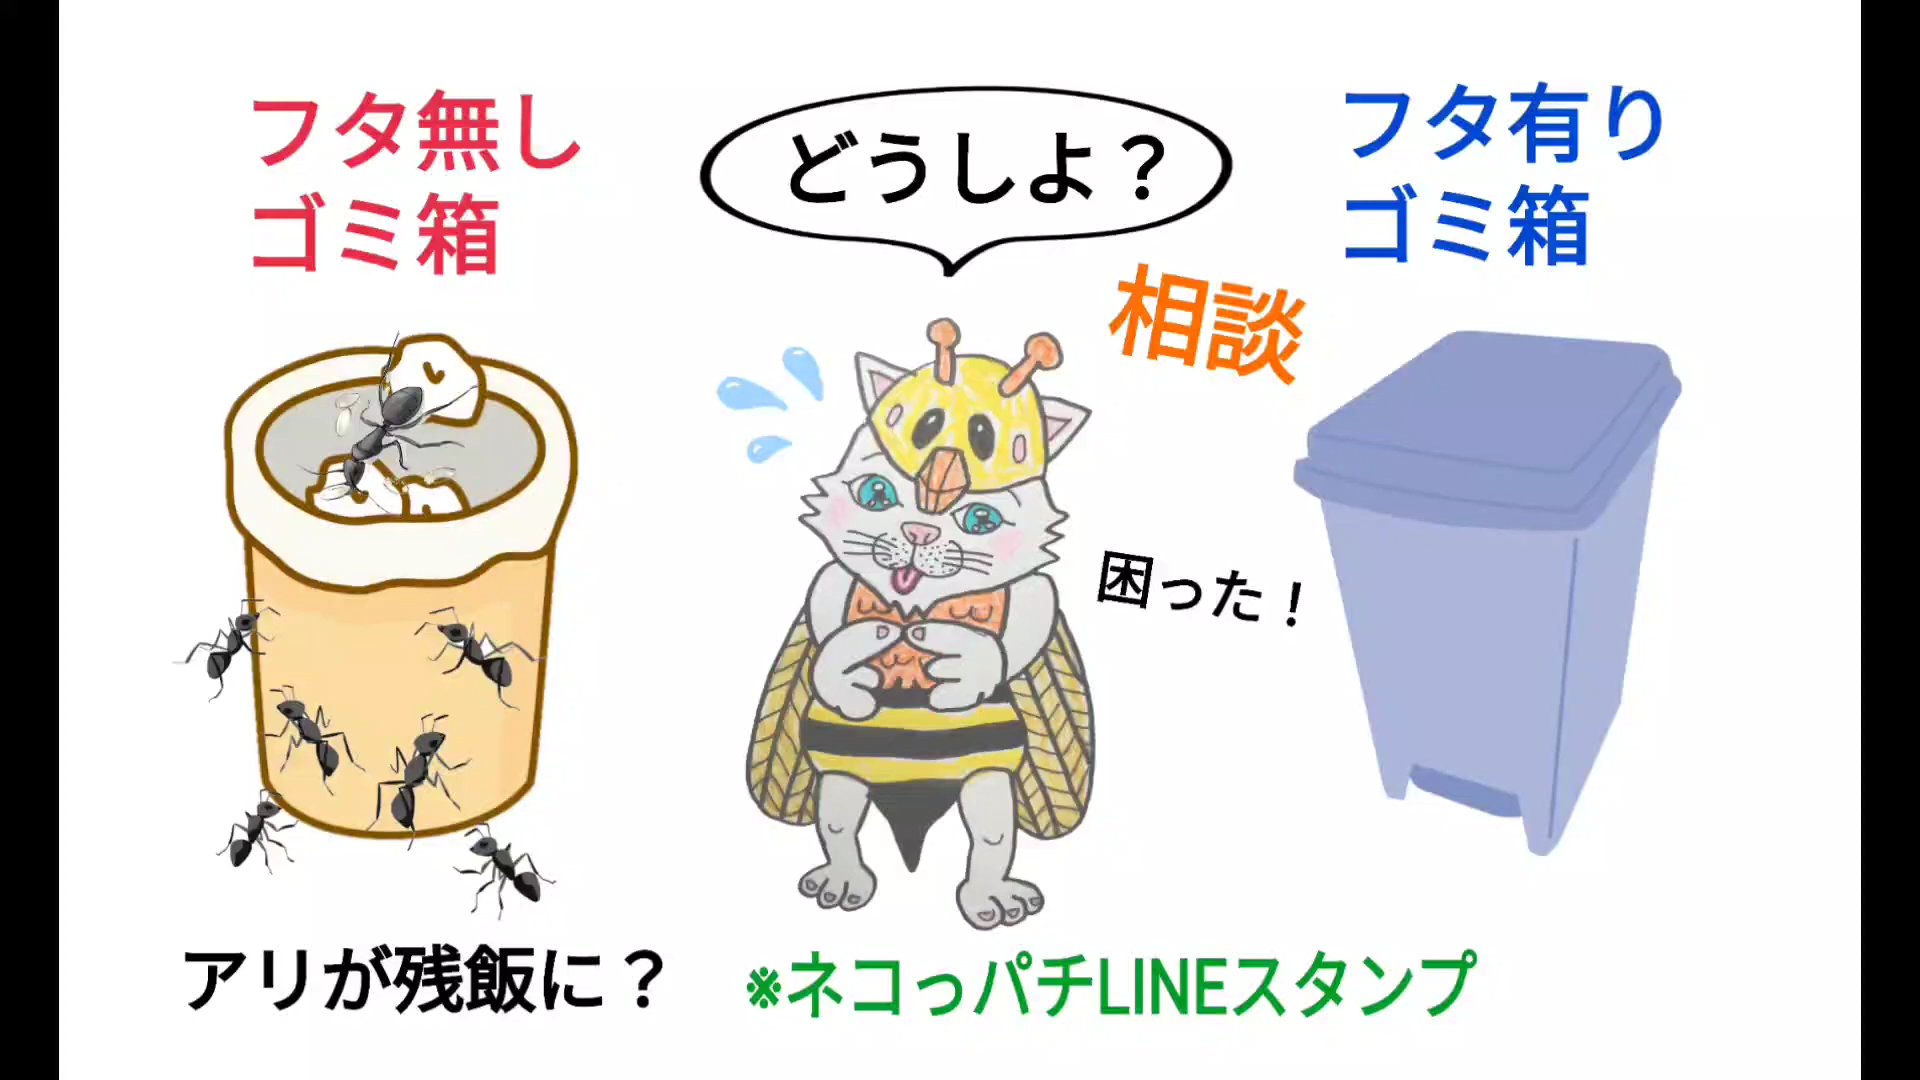 フタ無し
ゴミ箱
どうしよ？
フタ有り
ゴミ箱
相談
困った！
アリが残飯に？
※ネコっパチLINEスタンプ